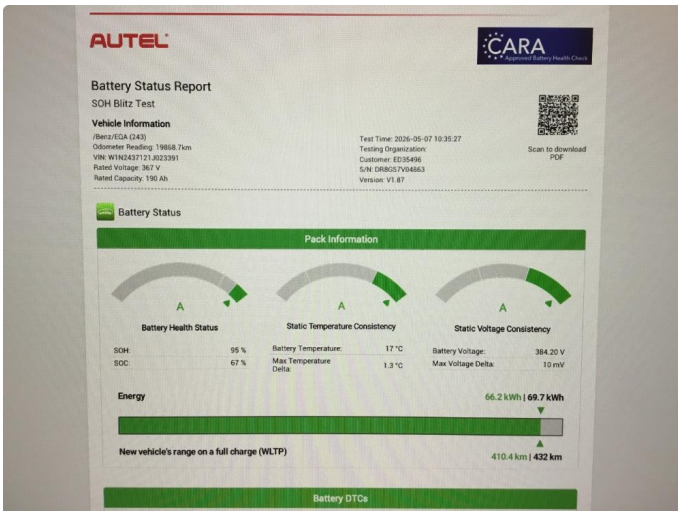 AUTEL
CARA
Approved Battery Health Check
Battery Status Report
SOH Blitz Test
Vehicle Information
/Benz/EQA (243)
Odometer Reading: 19868.7km
VIN: W1N2437121J023391
Rated Voltage: 367 V
Rated Capacity: 190 Ah
Test Time: 2026-05-07 10:35:27
Testing Organization:
Customer: ED35496
S/N: DR8GS7V04863
Version: V1.87
Scan to download
PDF
Battery Status
Pack Information
A
Battery Health Status
SOH: 95 %
SOC: 67 %
A
Static Temperature Consistency
Battery Temperature: 17 °C
Max Temperature
Delta: 1.3 °C
A
Static Voltage Consistency
Battery Voltage: 384.20 V
Max Voltage Delta: 10 mV
Energy 66.2 kWh | 69.7 kWh
New vehicle's range on a full charge (WLTP) 410.4 km | 432 km
Battery DTCs